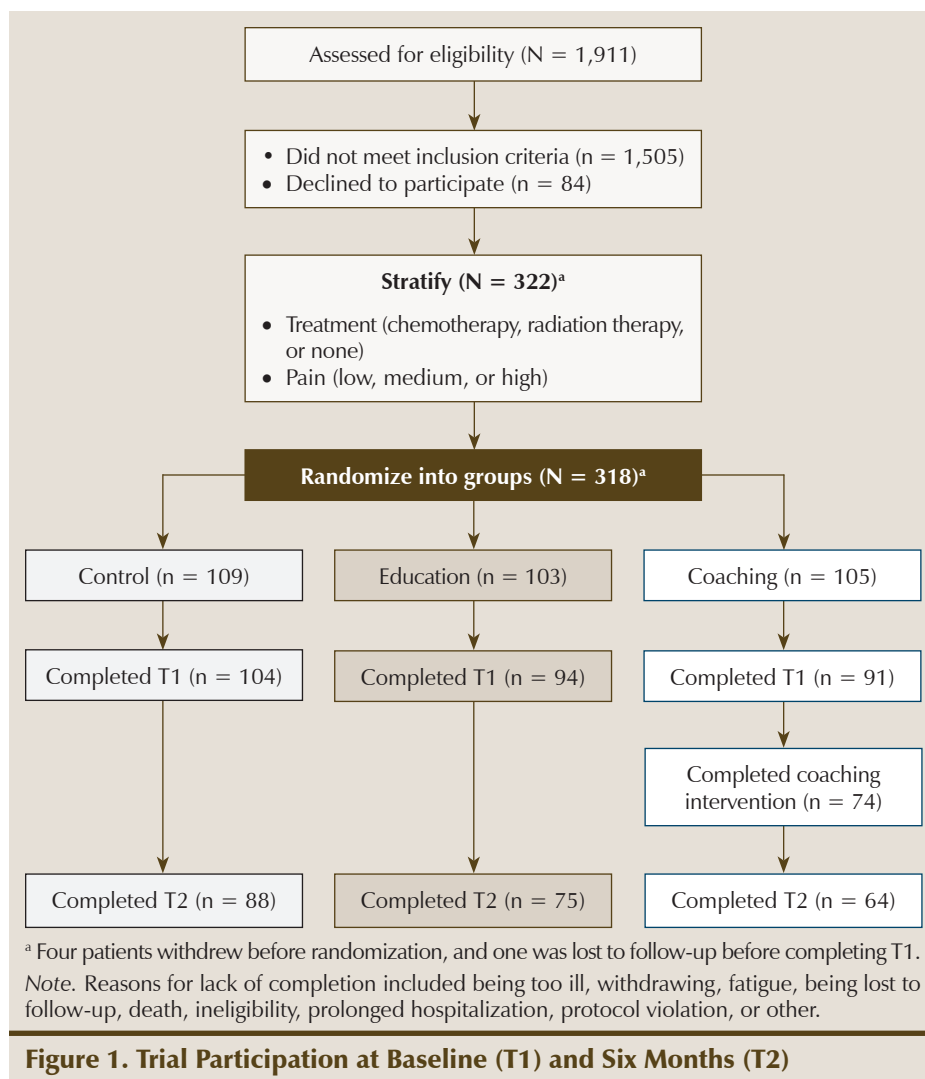 Assessed for eligibility (N = 1,911)
• Did not meet inclusion criteria (n = 1,505)
• Declined to participate (n = 84)
Stratify (N = 322)ᵃ
• Treatment (chemotherapy, radiation therapy,
or none)
• Pain (low, medium, or high)
Randomize into groups (N = 318)ᵃ
Control (n = 109)
Education (n = 103)
Coaching (n = 105)
Completed T1 (n = 104)
Completed T1 (n = 94)
Completed T1 (n = 91)
Completed coaching
intervention (n = 74)
Completed T2 (n = 88)
Completed T2 (n = 75)
Completed T2 (n = 64)
ᵃ Four patients withdrew before randomization, and one was lost to follow-up before completing T1.
Note. Reasons for lack of completion included being too ill, withdrawing, fatigue, being lost to
follow-up, death, ineligibility, prolonged hospitalization, protocol violation, or other.
Figure 1. Trial Participation at Baseline (T1) and Six Months (T2)